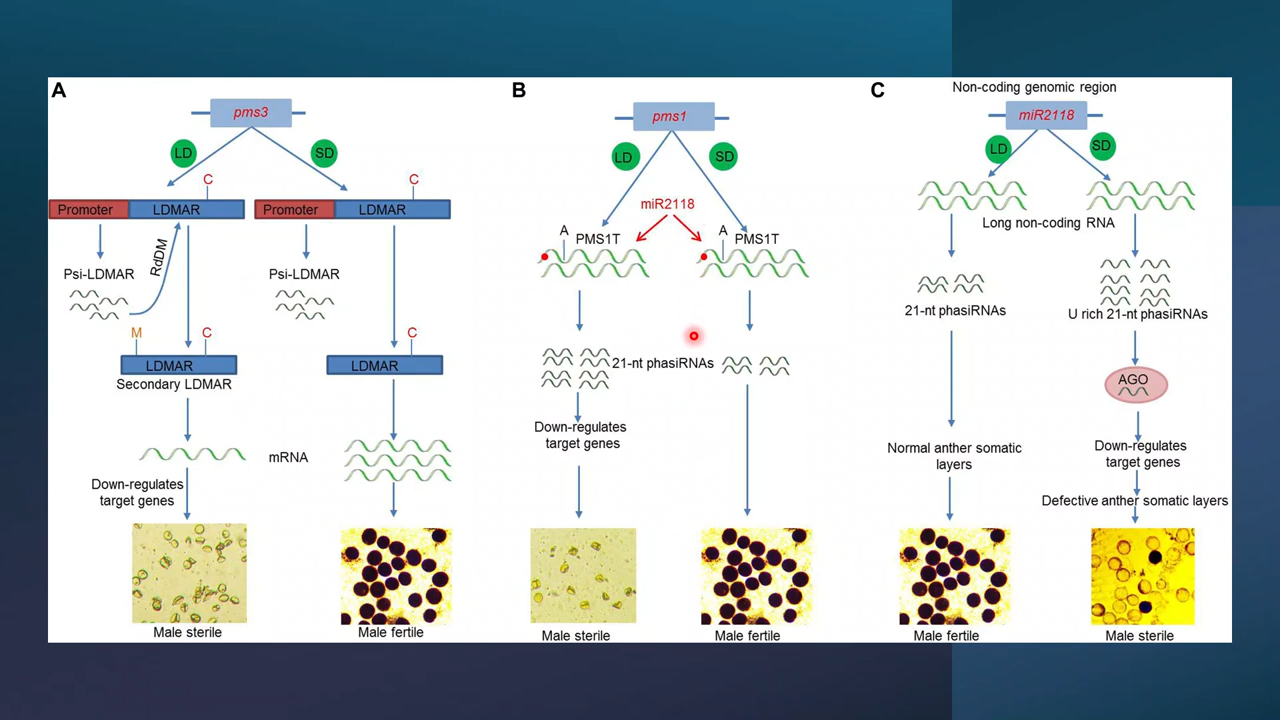 A
pms3
LD
SD
C
C
Promoter
LDMAR
Promoter
LDMAR
Psi-LDMAR
RdDM
Psi-LDMAR
M
C
C
LDMAR
LDMAR
Secondary LDMAR
mRNA
Down-regulates
target genes
Male sterile
Male fertile
B
pms1
LD
SD
miR2118
A
PMS1T
A
PMS1T
21-nt phasiRNAs
Down-regulates
target genes
Male sterile
Male fertile
C
Non-coding genomic region
miR2118
LD
SD
Long non-coding RNA
21-nt phasiRNAs
U rich 21-nt phasiRNAs
AGO
Normal anther somatic
layers
Down-regulates
target genes
Defective anther somatic layers
Male fertile
Male sterile